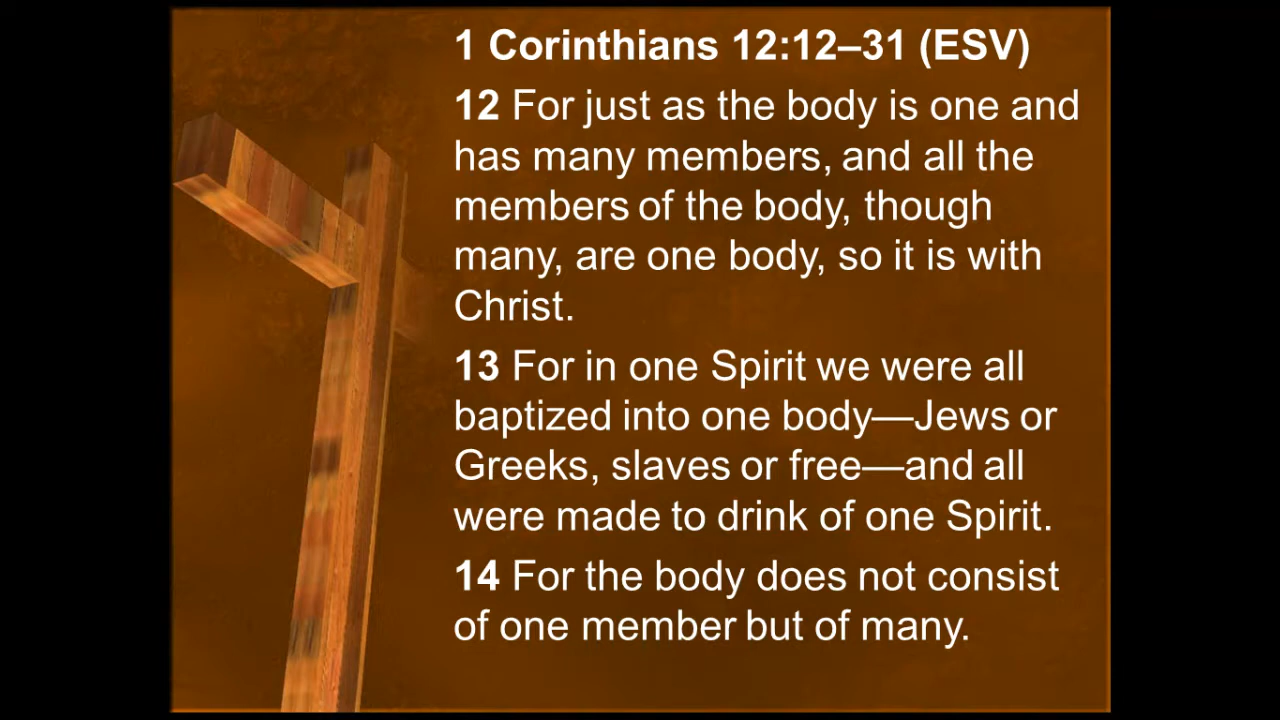 1 Corinthians 12:12–31 (ESV)
12 For just as the body is one and
has many members, and all the
members of the body, though
many, are one body, so it is with
Christ.
13 For in one Spirit we were all
baptized into one body—Jews or
Greeks, slaves or free—and all
were made to drink of one Spirit.
14 For the body does not consist
of one member but of many.